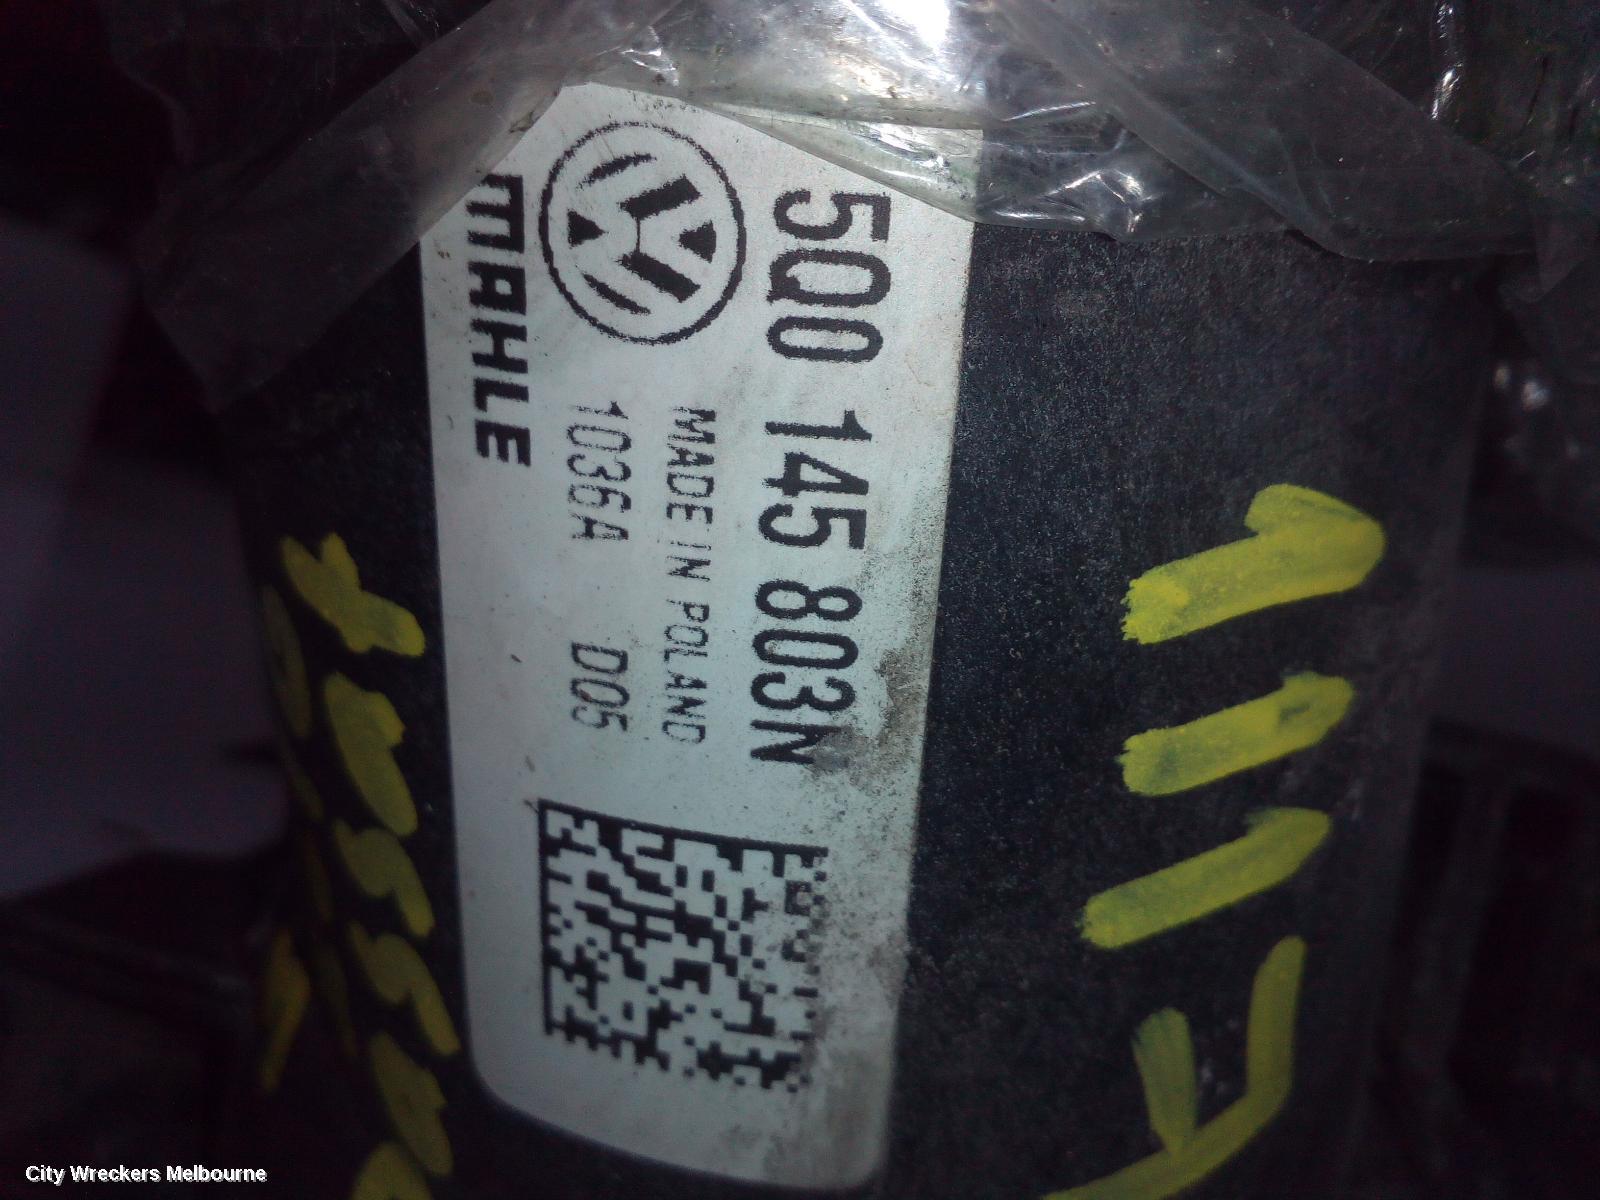 5Q0 145 803N
MADE IN POLAND
1036A D05
MAHLE
City Wreckers Melbourne